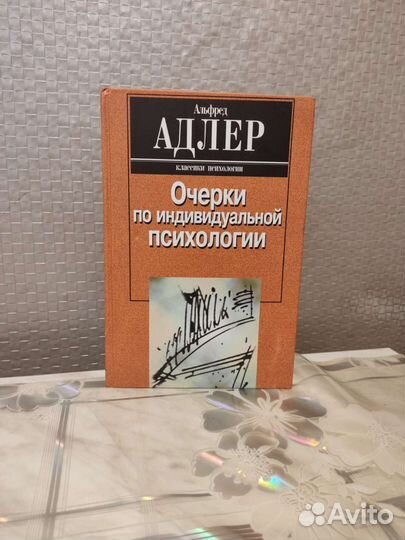 Альфред
АДЛЕР
классики психологии
Очерки
по индивидуальной
психологии
Avito